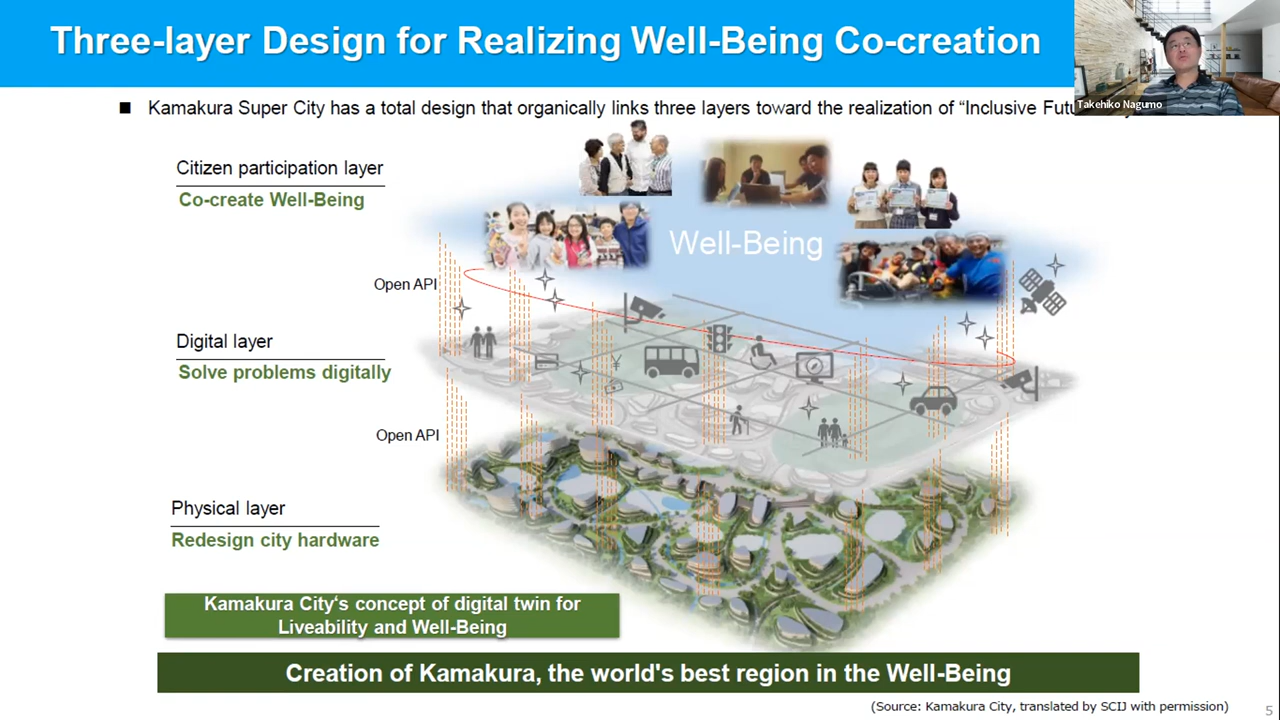 Three-layer Design for Realizing Well-Being Co-creation
Takehiko Nagumo
■ Kamakura Super City has a total design that organically links three layers toward the realization of “Inclusive
Citizen participation layer
Co-create Well-Being
Well-Being
Open API
Digital layer
Solve problems digitally
¥
Open API
Physical layer
Redesign city hardware
Kamakura City‘s concept of digital twin for
Liveability and Well-Being
Creation of Kamakura, the world's best region in the Well-Being
(Source: Kamakura City, translated by SCIJ with permission)
5